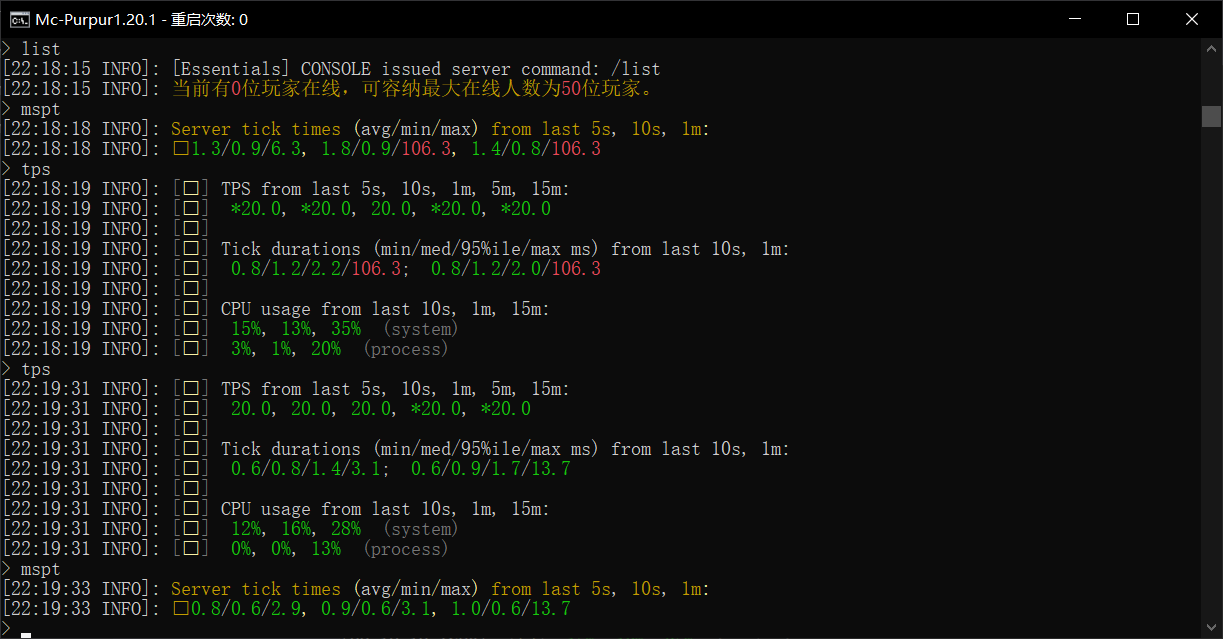 Mc-Purpur1.20.1 - 重启次数: 0
> list
[22:18:15 INFO]: [Essentials] CONSOLE issued server command: /list
[22:18:15 INFO]: 当前有0位玩家在线，可容纳最大在线人数为50位玩家。
> mspt
[22:18:18 INFO]: Server tick times (avg/min/max) from last 5s, 10s, 1m:
[22:18:18 INFO]: □1.3/0.9/6.3, 1.8/0.9/106.3, 1.4/0.8/106.3
> tps
[22:18:19 INFO]: [□] TPS from last 5s, 10s, 1m, 5m, 15m:
[22:18:19 INFO]: [□]  *20.0, *20.0, 20.0, *20.0, *20.0
[22:18:19 INFO]: [□]
[22:18:19 INFO]: [□] Tick durations (min/med/95%ile/max ms) from last 10s, 1m:
[22:18:19 INFO]: [□]  0.8/1.2/2.2/106.3;  0.8/1.2/2.0/106.3
[22:18:19 INFO]: [□]
[22:18:19 INFO]: [□] CPU usage from last 10s, 1m, 15m:
[22:18:19 INFO]: [□]  15%, 13%, 35%  (system)
[22:18:19 INFO]: [□]  3%, 1%, 20%  (process)
> tps
[22:19:31 INFO]: [□] TPS from last 5s, 10s, 1m, 5m, 15m:
[22:19:31 INFO]: [□]  20.0, 20.0, 20.0, *20.0, *20.0
[22:19:31 INFO]: [□]
[22:19:31 INFO]: [□] Tick durations (min/med/95%ile/max ms) from last 10s, 1m:
[22:19:31 INFO]: [□]  0.6/0.8/1.4/3.1;  0.6/0.9/1.7/13.7
[22:19:31 INFO]: [□]
[22:19:31 INFO]: [□] CPU usage from last 10s, 1m, 15m:
[22:19:31 INFO]: [□]  12%, 16%, 28%  (system)
[22:19:31 INFO]: [□]  0%, 0%, 13%  (process)
> mspt
[22:19:33 INFO]: Server tick times (avg/min/max) from last 5s, 10s, 1m:
[22:19:33 INFO]: □0.8/0.6/2.9, 0.9/0.6/3.1, 1.0/0.6/13.7
>